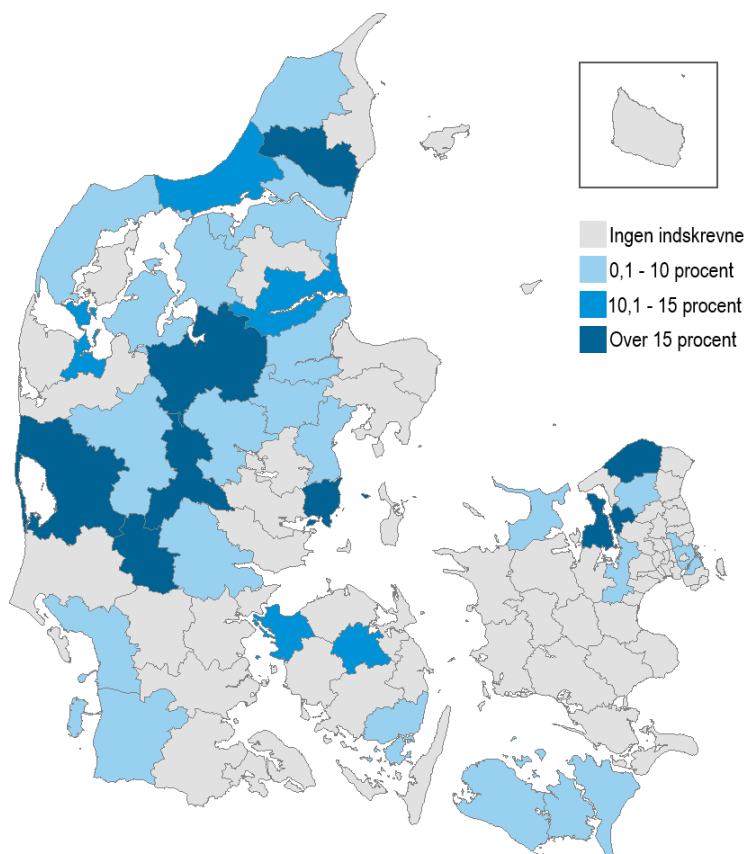 Ingen indskrevne
0,1 - 10 procent
10,1 - 15 procent
Over 15 procent